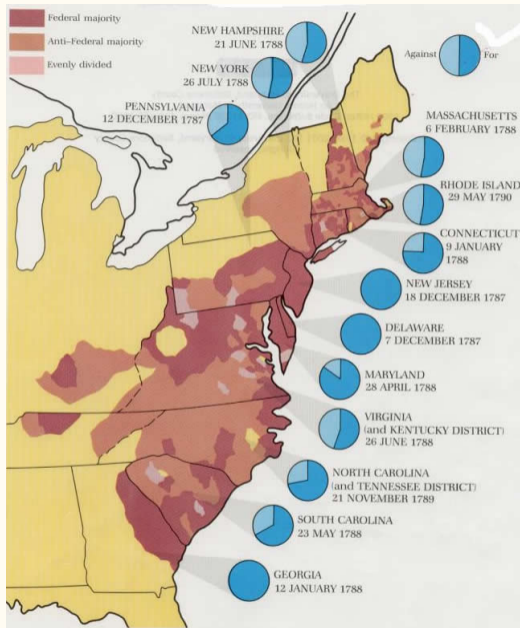 Federal majority
Anti–Federal majority
Evenly divided
NEW HAMPSHIRE
21 JUNE 1788
NEW YORK
26 JULY 1788
PENNSYLVANIA
12 DECEMBER 1787
Against
For
MASSACHUSETTS
6 FEBRUARY 1788
RHODE ISLAND
29 MAY 1790
CONNECTICUT
9 JANUARY
1788
NEW JERSEY
18 DECEMBER 1787
DELAWARE
7 DECEMBER 1787
MARYLAND
28 APRIL 1788
VIRGINIA
(and KENTUCKY DISTRICT)
26 JUNE 1788
NORTH CAROLINA
(and TENNESSEE DISTRICT)
21 NOVEMBER 1789
SOUTH CAROLINA
23 MAY 1788
GEORGIA
12 JANUARY 1788